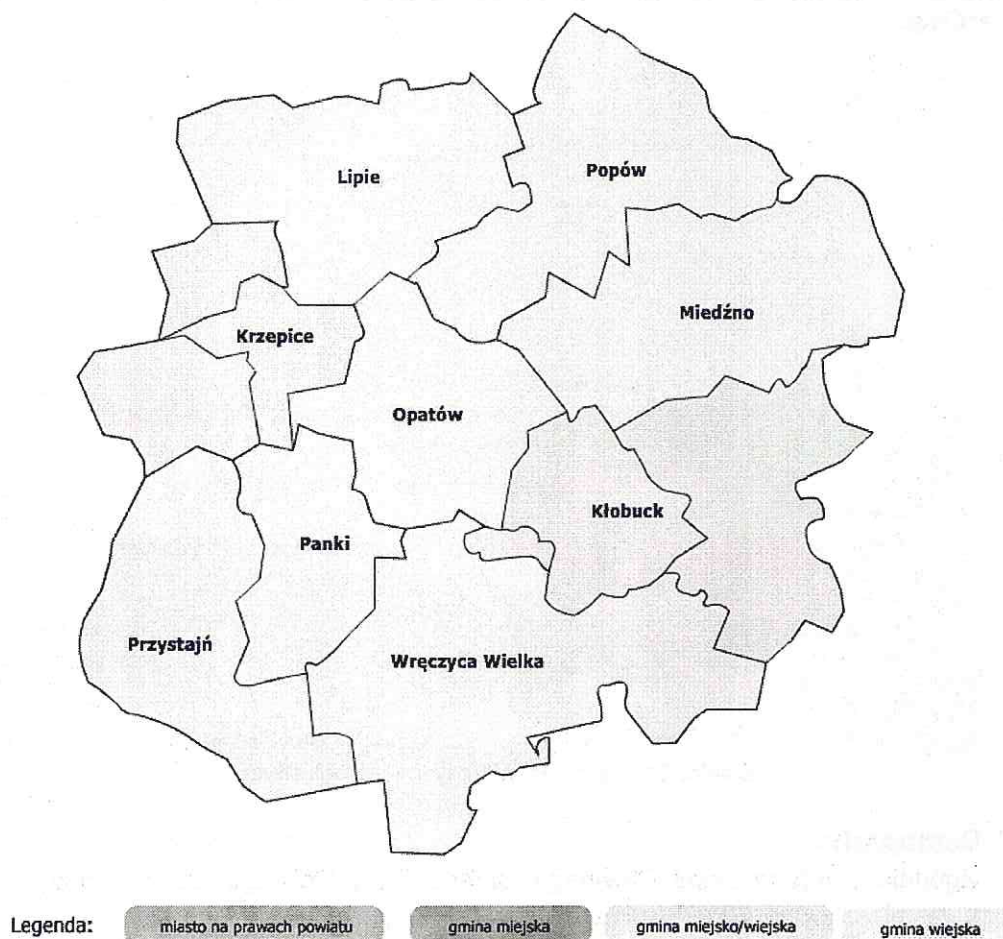 Lipie
Popów
Miedźno
Krzepice
Opatów
Kłobuck
Panki
Przystajń
Wręczyca Wielka
Legenda:
miasto na prawach powiatu
gmina miejska
gmina miejsko/wiejska
gmina wiejska